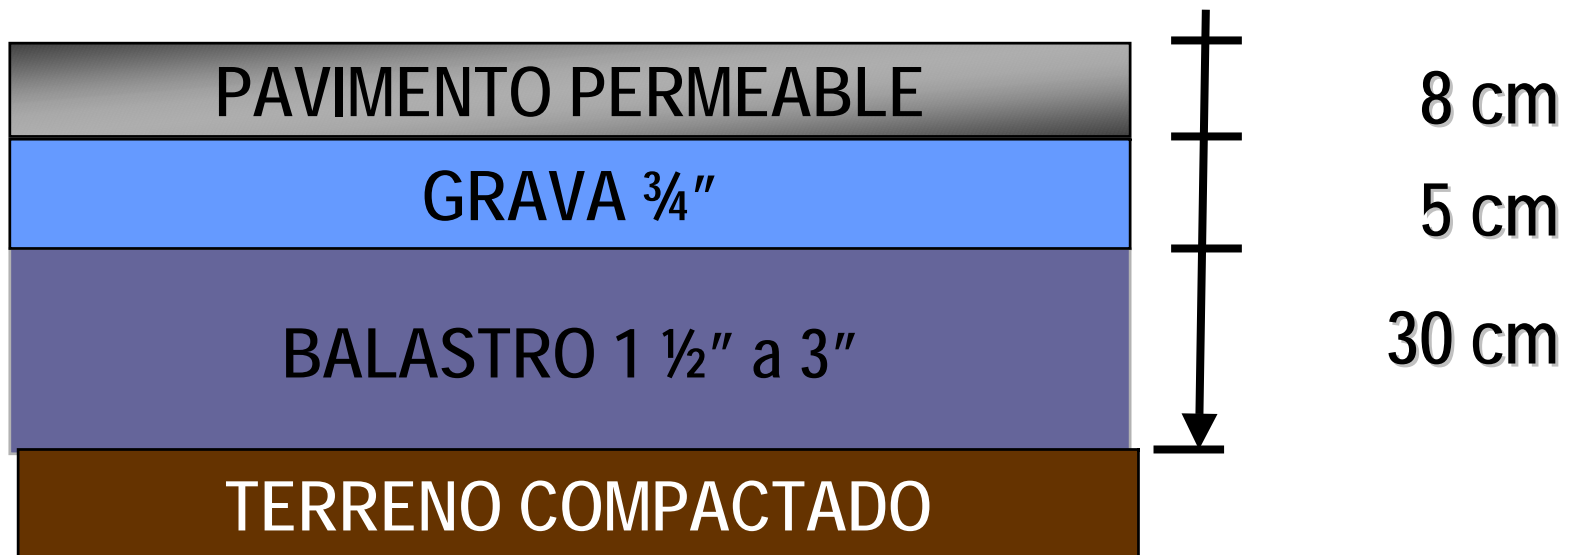 PAVIMENTO PERMEABLE 8 cm
GRAVA ¾" 5 cm
BALASTRO 1 ½" a 3" 30 cm
TERRENO COMPACTADO